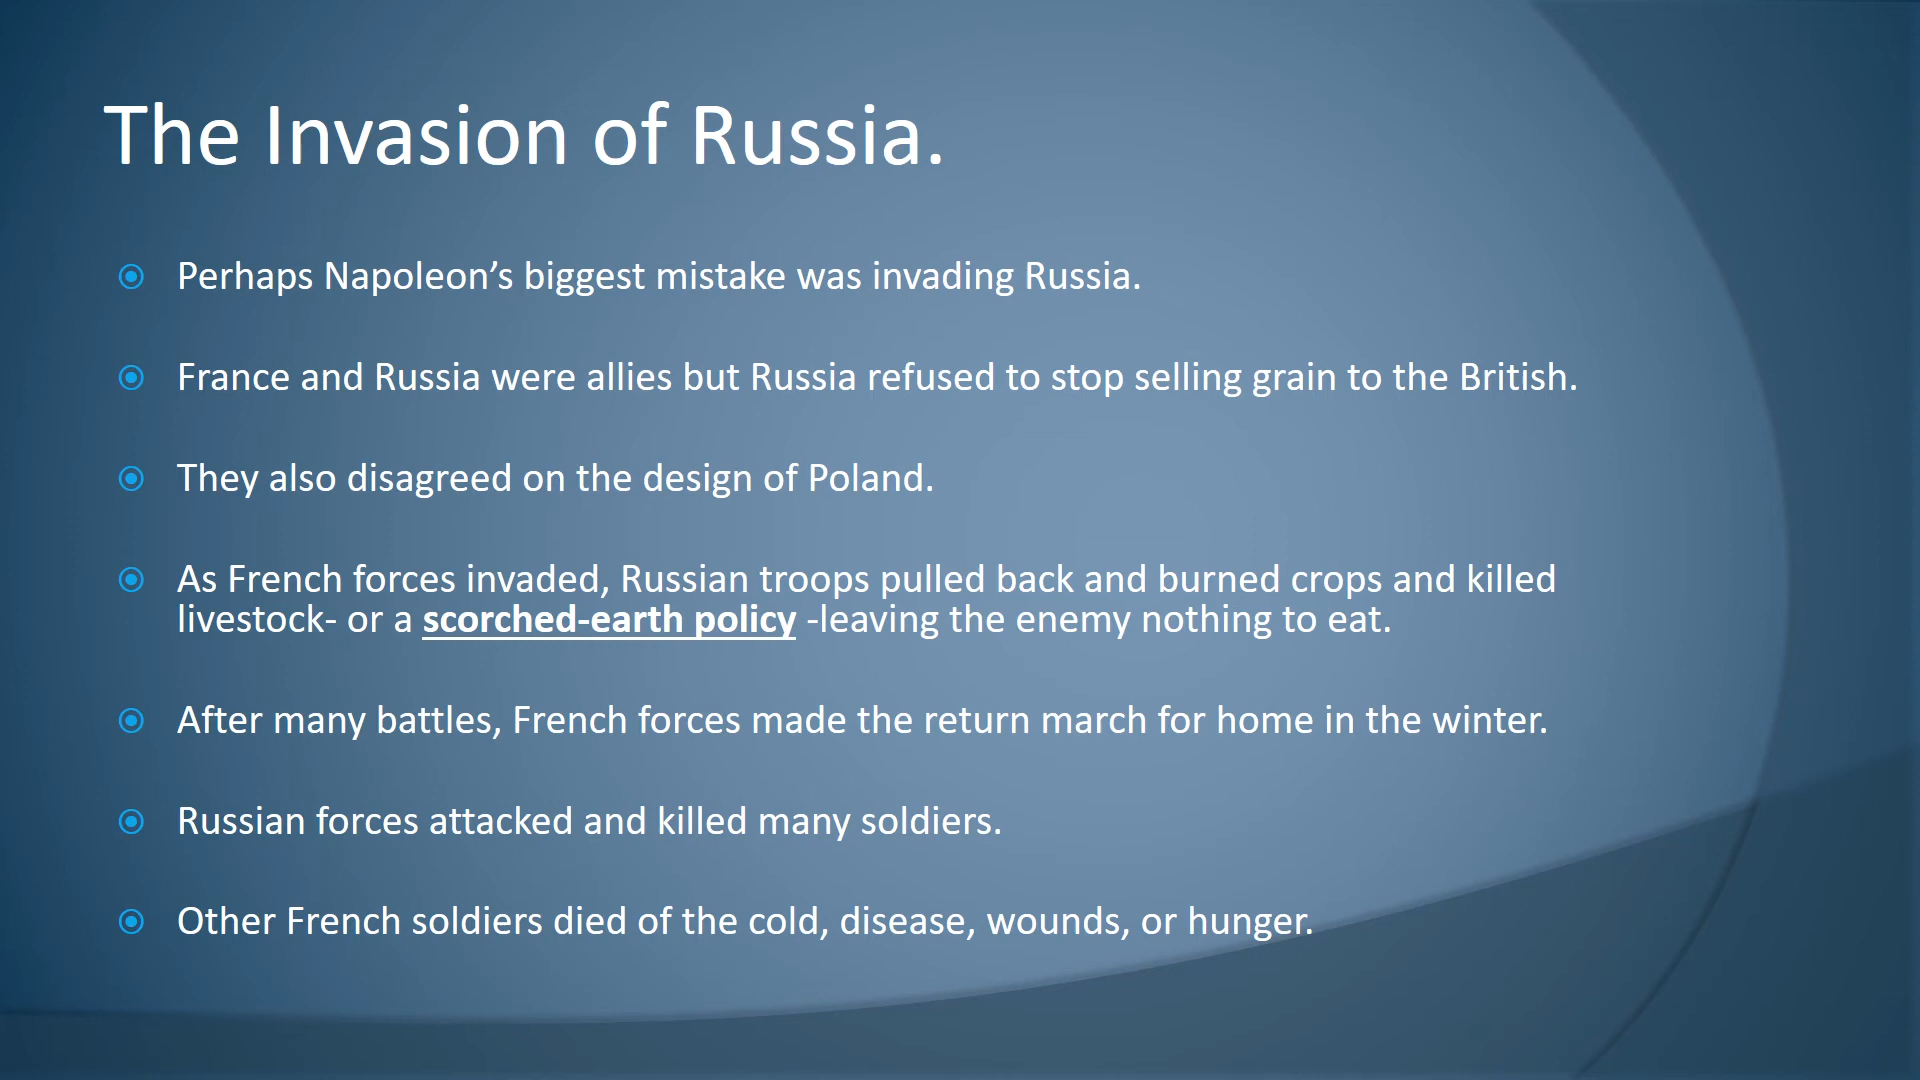 The Invasion of Russia.
Perhaps Napoleon’s biggest mistake was invading Russia.
France and Russia were allies but Russia refused to stop selling grain to the British.
They also disagreed on the design of Poland.
As French forces invaded, Russian troops pulled back and burned crops and killed
livestock- or a scorched-earth policy -leaving the enemy nothing to eat.
After many battles, French forces made the return march for home in the winter.
Russian forces attacked and killed many soldiers.
Other French soldiers died of the cold, disease, wounds, or hunger.